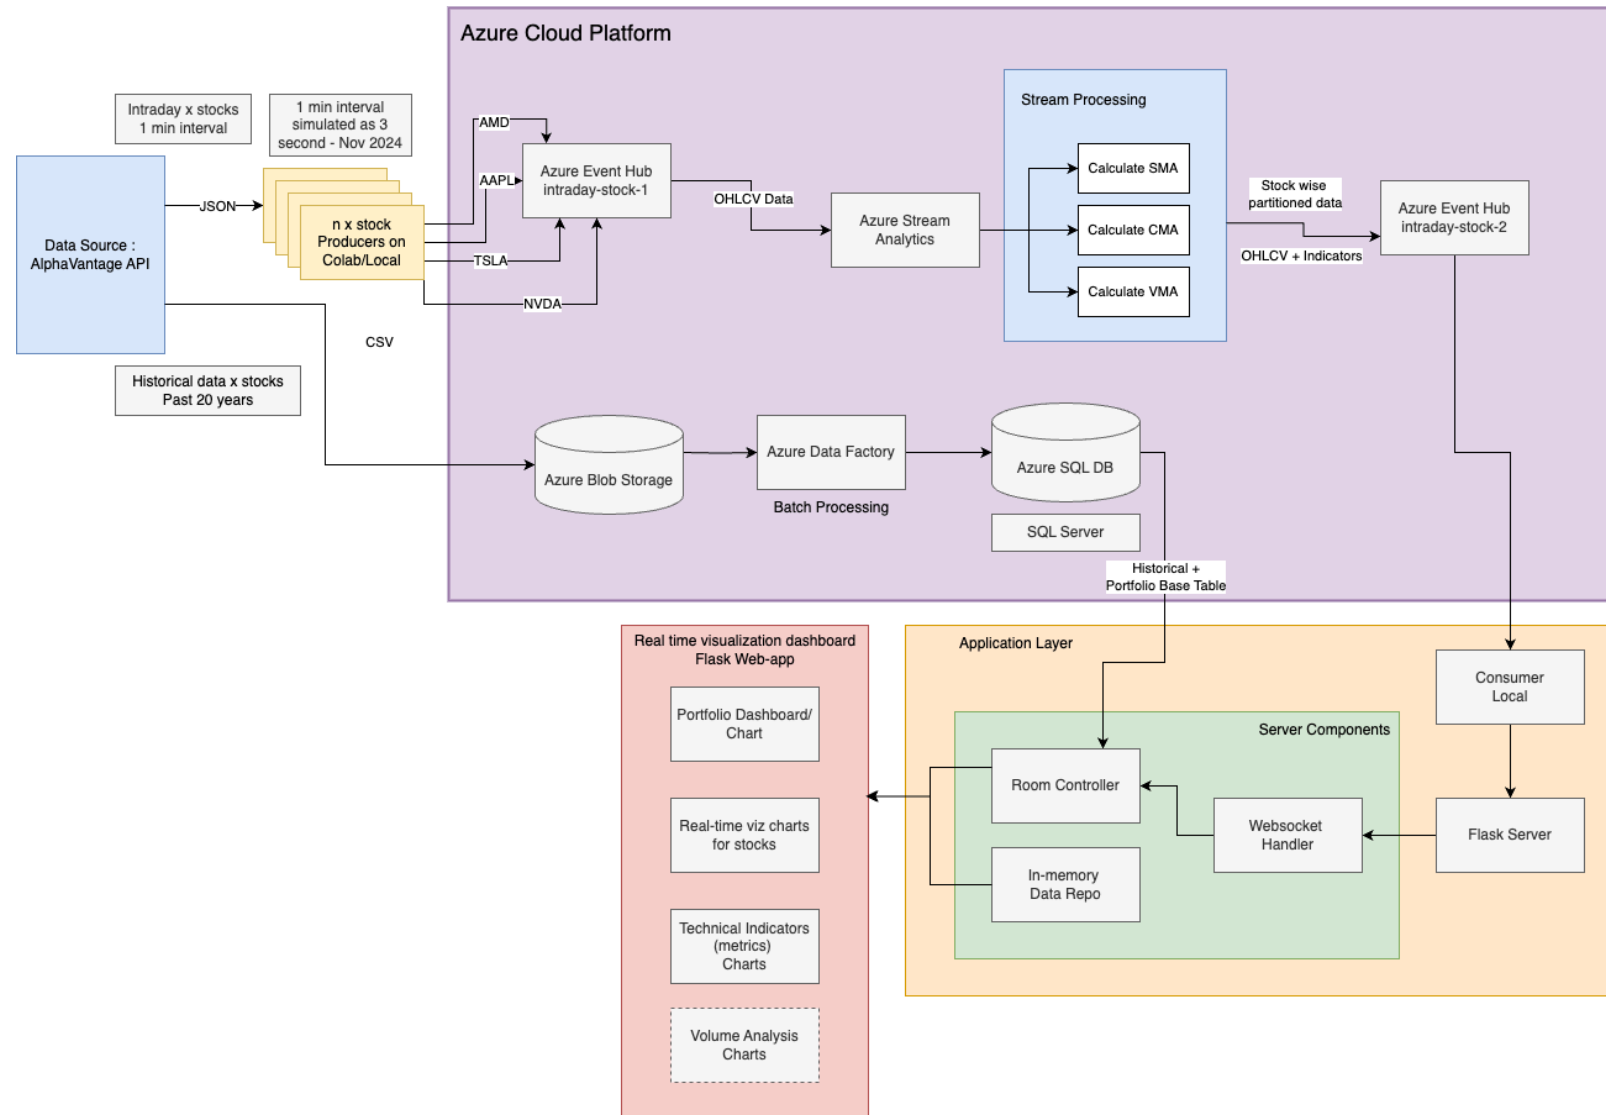 Azure Cloud Platform
Intraday x stocks
1 min interval
1 min interval
simulated as 3
second - Nov 2024
Data Source :
AlphaVantage API
JSON
n x stock
Producers on
Colab/Local
AMD
AAPL
TSLA
NVDA
Azure Event Hub
intraday-stock-1
OHLCV Data
Azure Stream
Analytics
Stream Processing
Calculate SMA
Calculate CMA
Calculate VMA
Stock wise
partitioned data
OHLCV + Indicators
Azure Event Hub
intraday-stock-2
CSV
Historical data x stocks
Past 20 years
Azure Blob Storage
Azure Data Factory
Batch Processing
Azure SQL DB
SQL Server
Historical +
Portfolio Base Table
Real time visualization dashboard
Flask Web-app
Portfolio Dashboard/
Chart
Real-time viz charts
for stocks
Technical Indicators
(metrics)
Charts
Volume Analysis
Charts
Application Layer
Consumer
Local
Server Components
Room Controller
Websocket
Handler
Flask Server
In-memory
Data Repo